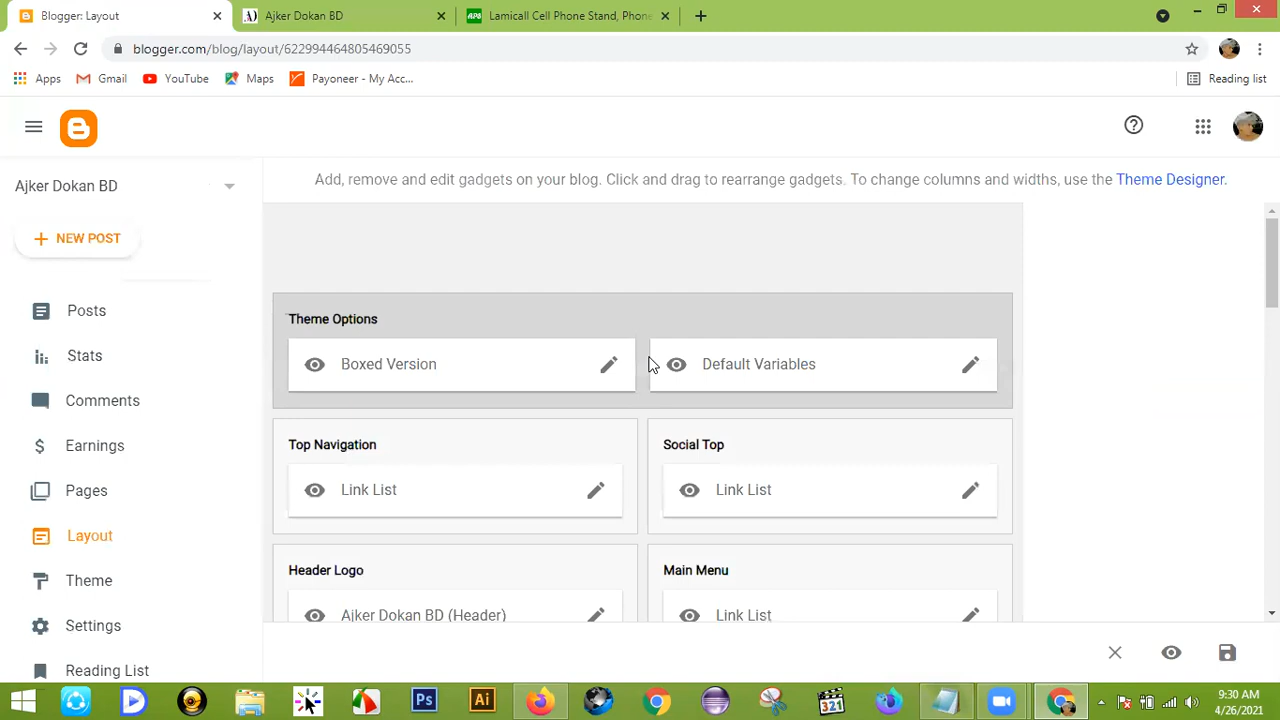 Blogger: Layout
Ajker Dokan BD
Lamicall Cell Phone Stand, Phone
blogger.com/blog/layout/622994464805469055
Apps
Gmail
YouTube
Maps
Payoneer - My Acc...
Reading list
Ajker Dokan BD
Add, remove and edit gadgets on your blog. Click and drag to rearrange gadgets. To change columns and widths, use the Theme Designer.
NEW POST
Posts
Stats
Comments
Earnings
Pages
Layout
Theme
Settings
Reading List
Theme Options
Boxed Version
Default Variables
Top Navigation
Link List
Social Top
Link List
Header Logo
Ajker Dokan BD (Header)
Main Menu
Link List
Ps
Ai
321
9:30 AM
4/26/2021